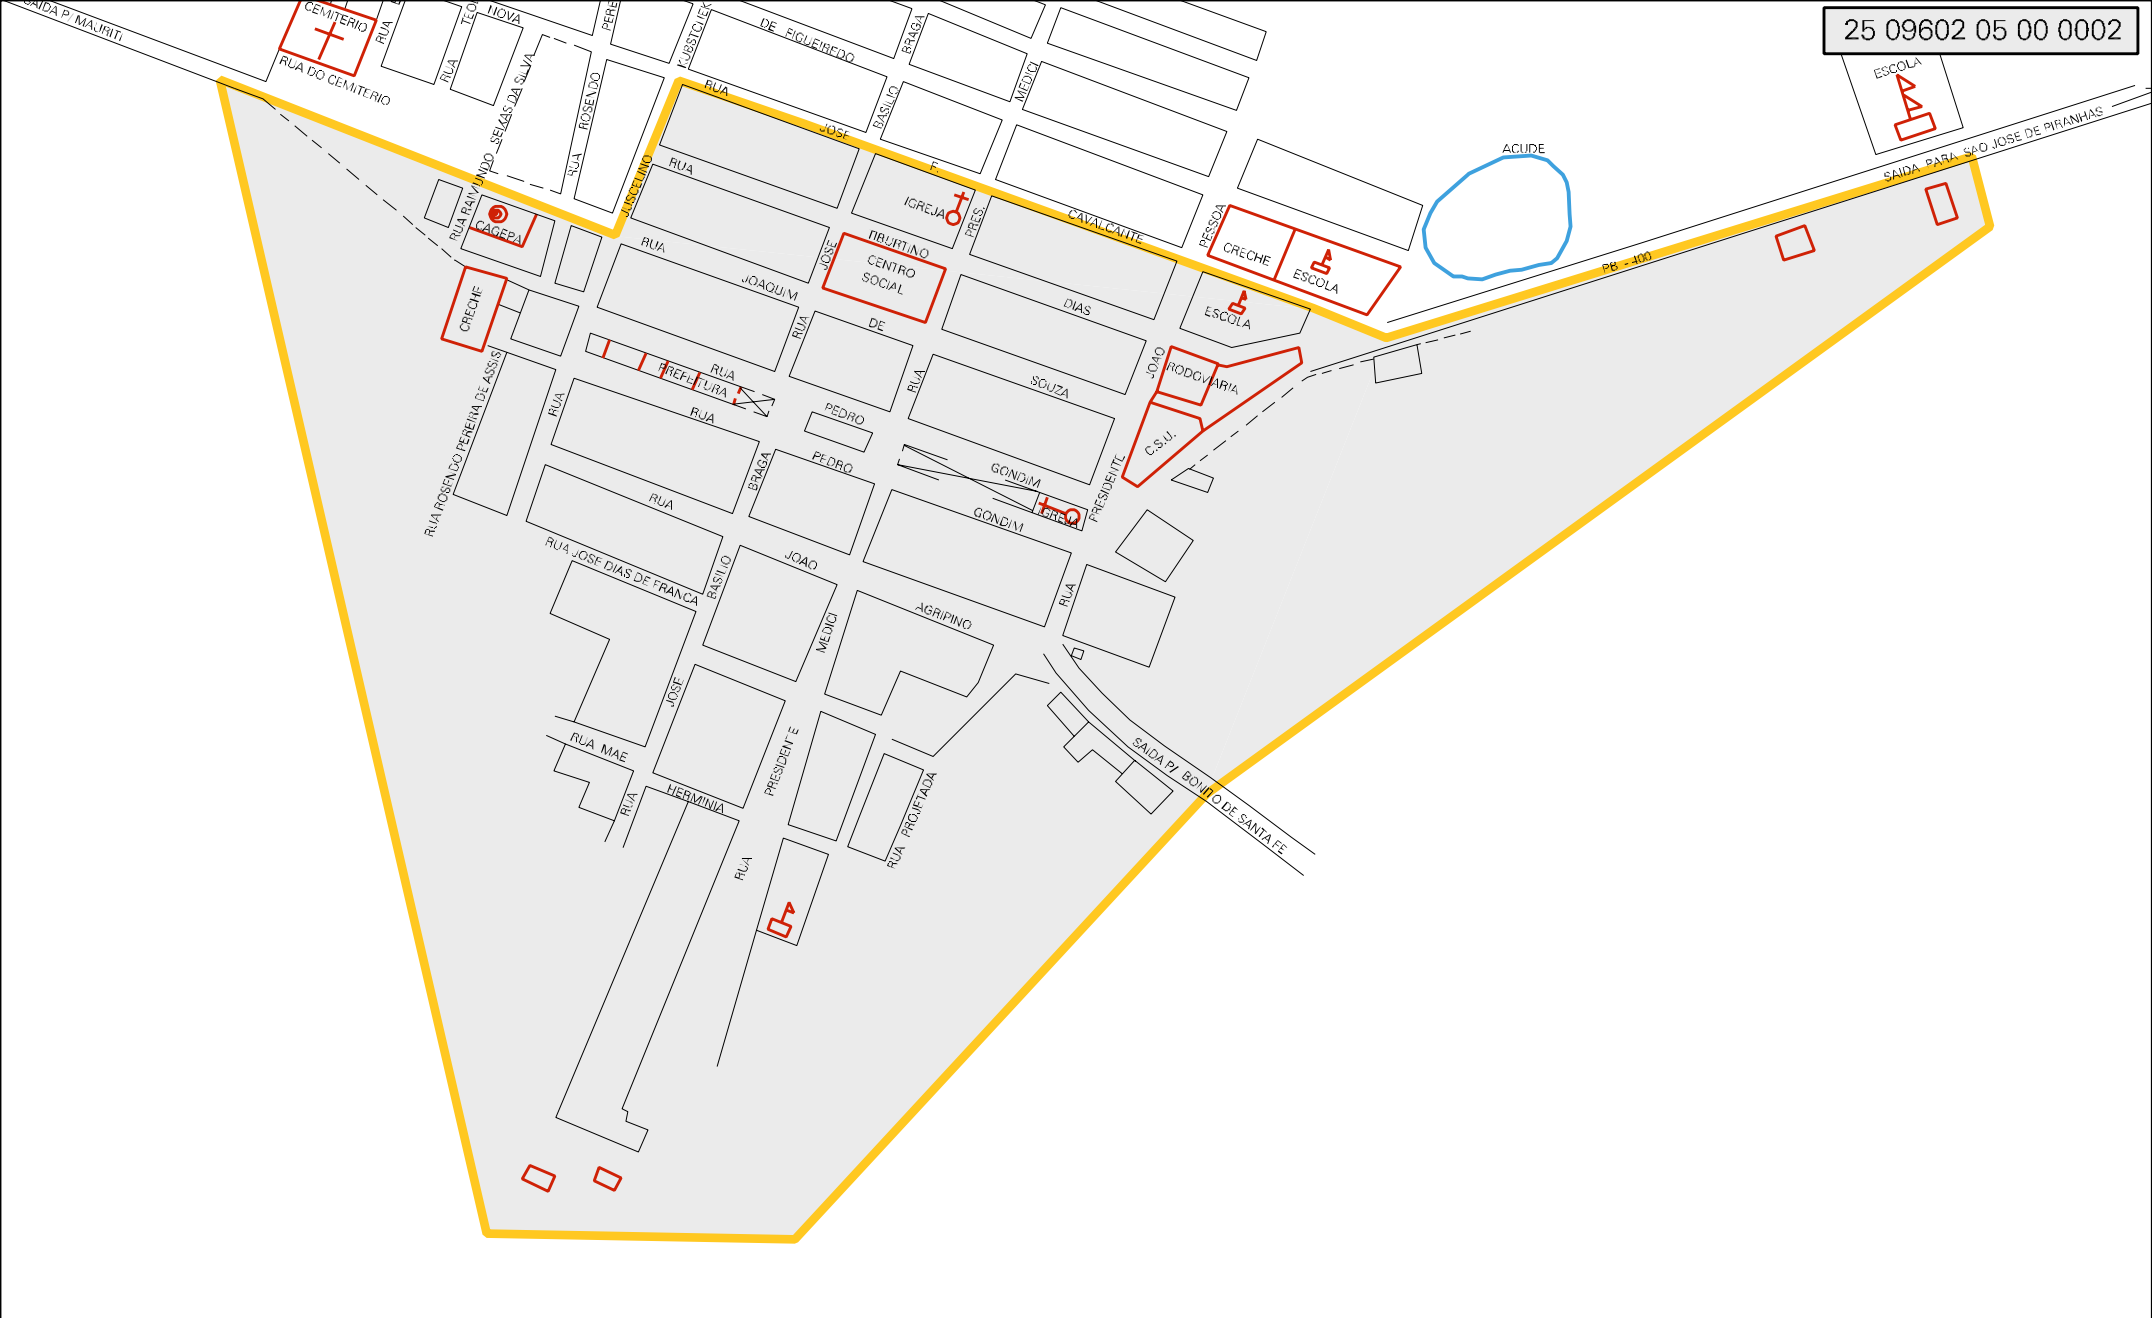 25 09602 05 00 0002
SAIDA P/ MAURITI
CEMITERIO
RUA DO CEMITERIO
RUA
RUA
NOVA
RUA RAIMUNDO SEIXAS DA SILVA
RUA
ROSENDO
JUSCELINO
DE FIGUEIREDO
BRAGA
BASILIO
MEDICI
RUA
JOSE
F.
CAVALCANTE
PESSOA
ACUDE
ESCOLA
SAIDA PARA SAO JOSE DE PIRANHAS
PB - 400
CRECHE
ESCOLA
ESCOLA
CAGEPA
CRECHE
RUA
TIBURTINO
DIAS
IGREJA
PRES.
JOSE
CENTRO
SOCIAL
RUA
JOAQUIM
DE
SOUZA
RUA
RUA
JOAO
RODOVIARIA
C.S.U.
PREFEITURA
RUA
PEDRO
GONDIM
RUA
PEDRO
GONDIM
IGREJA
PRESIDENTE
RUA ROSENDO PEREIRA DE ASSIS
RUA
BRAGA
RUA
JOAO
AGRIPINO
RUA JOSE DIAS DE FRANCA
BASILIO
MEDICI
RUA
JOSE
PRESIDENTE
RUA MAE
HERMINIA
RUA
RUA
RUA PROJETADA
SAIDA P/ BONITO DE SANTA FE